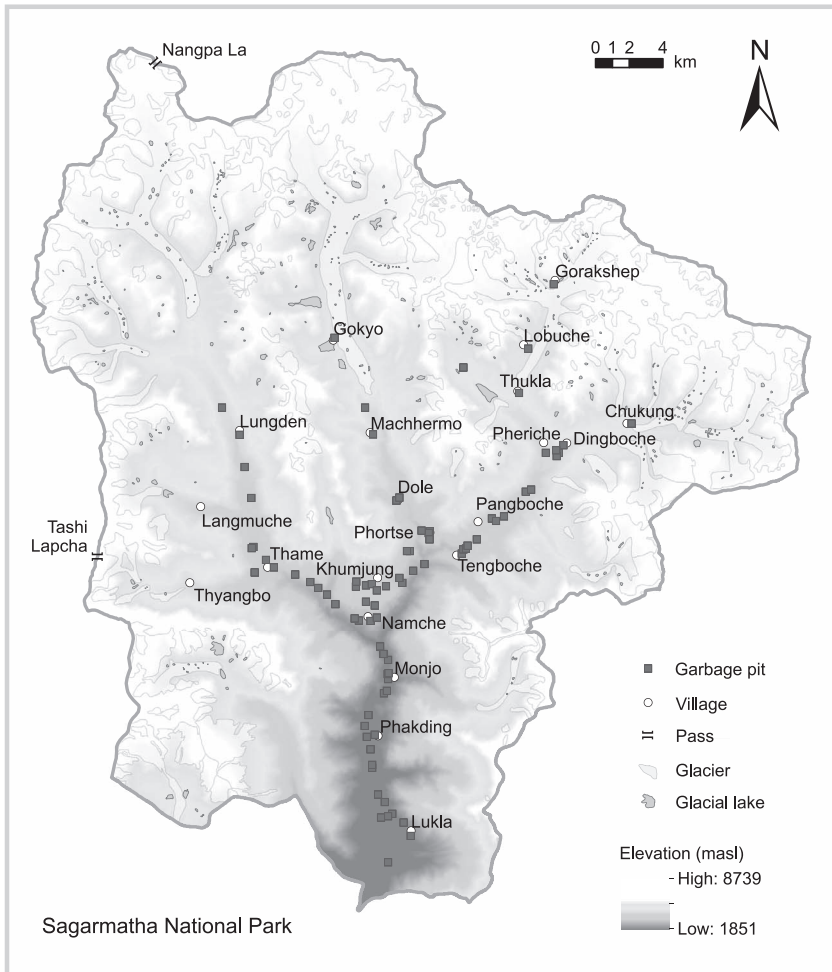 Nangpa La
0 1 2 4
km
N
Gorakshep
Gokyo
Lobuche
Thukla
Chukung
Lungden
Machhermo
Pheriche
Dingboche
Dole
Pangboche
Langmuche
Phortse
Tashi
Lapcha
Thame
Khumjung
Tengboche
Thyangbo
Namche
Monjo
Phakding
Lukla
Garbage pit
Village
Pass
Glacier
Glacial lake
Elevation (masl)
High: 8739
Low: 1851
Sagarmatha National Park